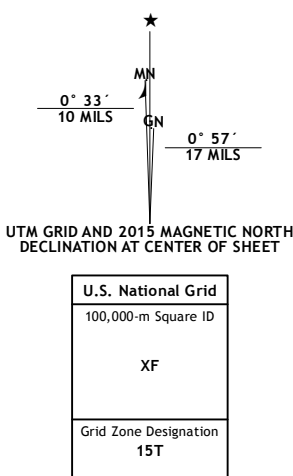 ★
MN
0° 33´
10 MILS
GN
0° 57´
17 MILS
UTM GRID AND 2015 MAGNETIC NORTH
DECLINATION AT CENTER OF SHEET
U.S. National Grid
100,000-m Square ID
XF
Grid Zone Designation
15T